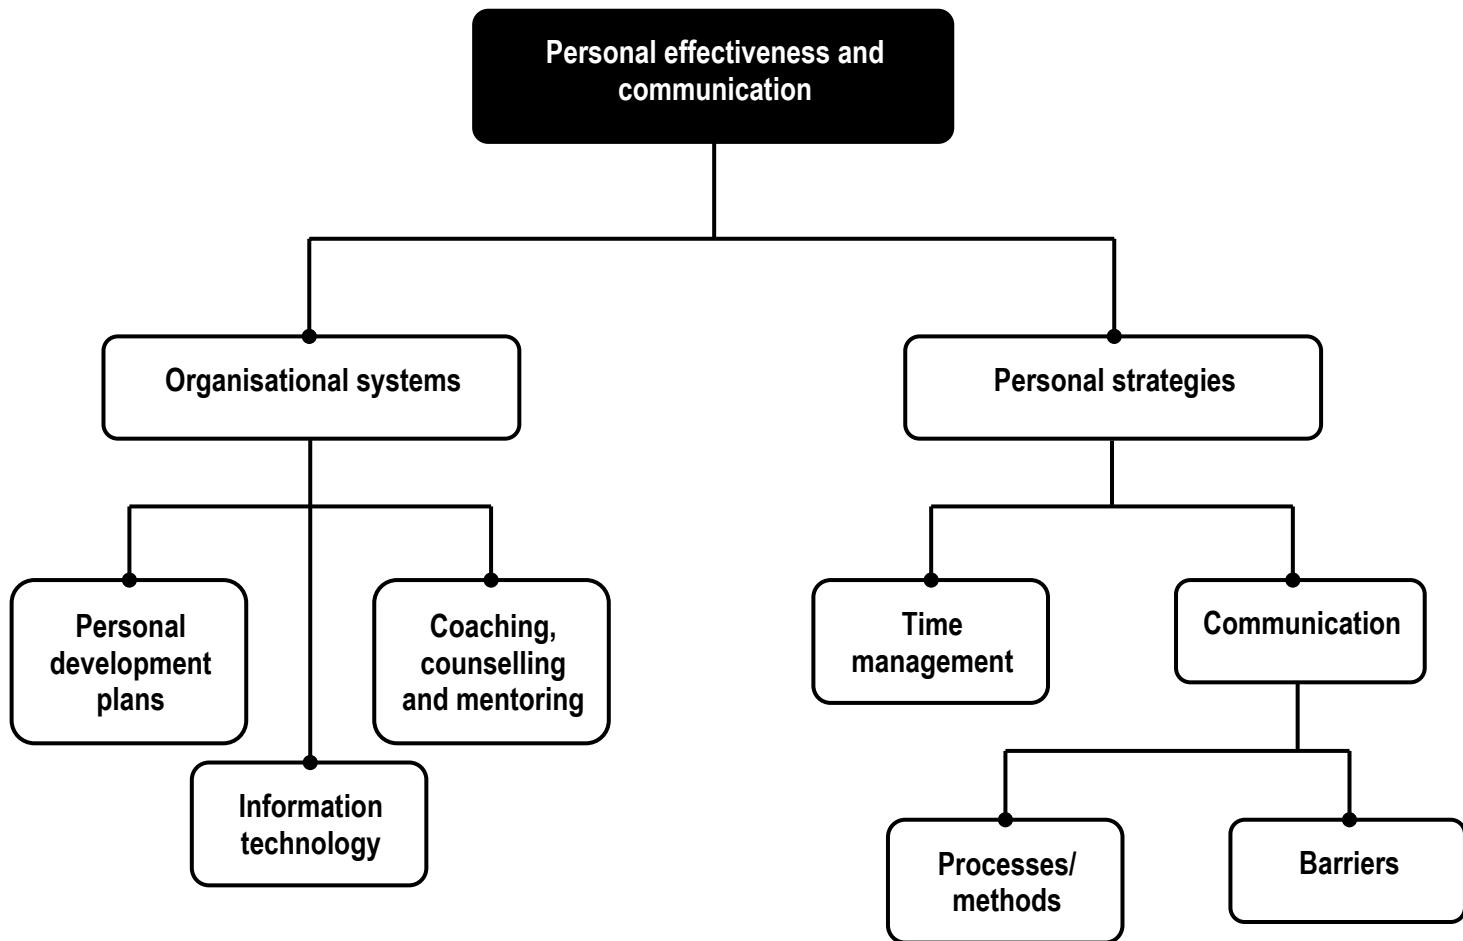 Personal effectiveness and
communication
Organisational systems
Personal strategies
Personal
development
plans
Coaching,
counselling
and mentoring
Time
management
Communication
Information
technology
Processes/
methods
Barriers